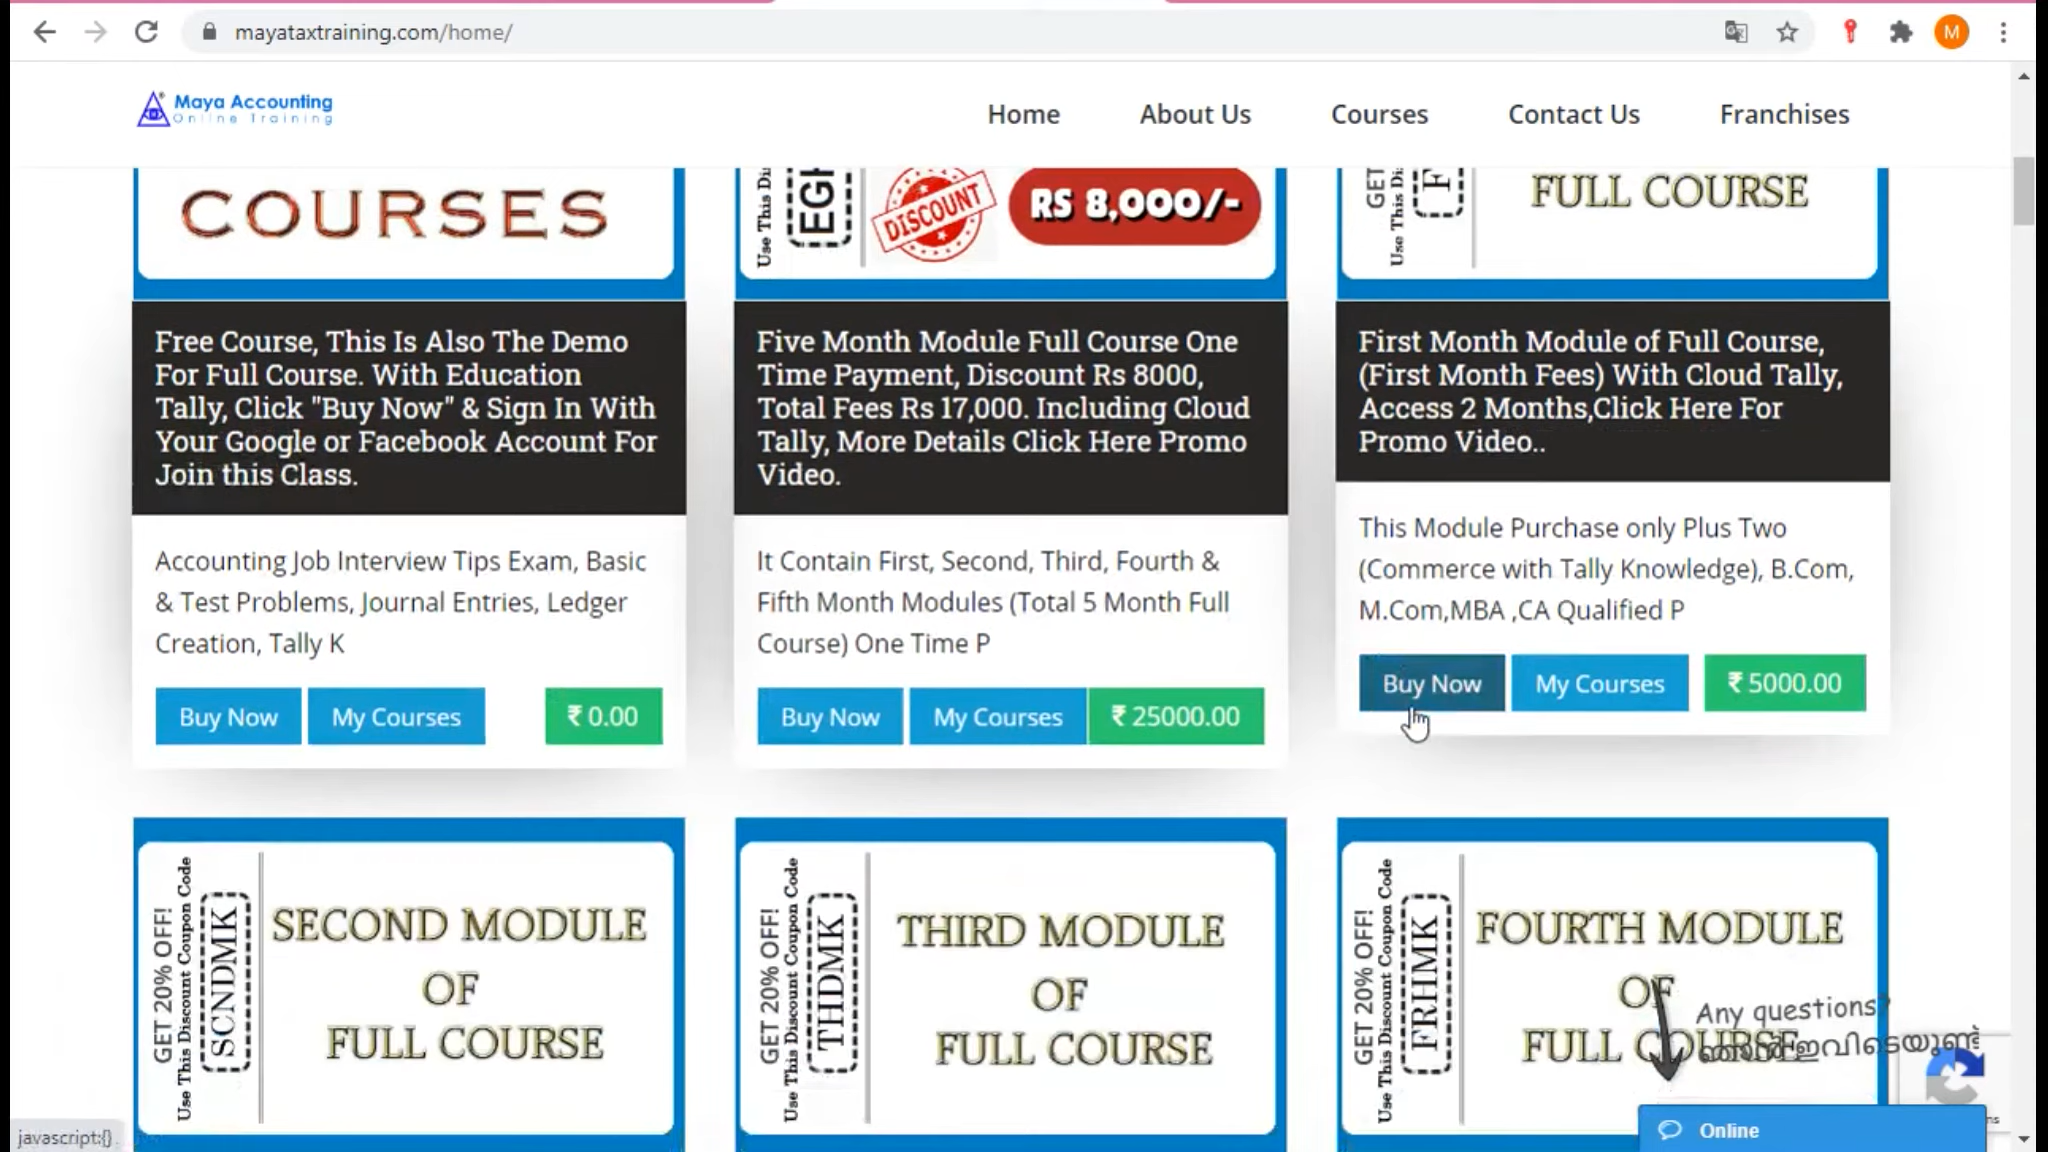 mayataxtraining.com/home/
M
Maya Accounting
Online Training
Home
About Us
Courses
Contact Us
Franchises
COURSES
DISCOUNT
RS 8,000/-
FULL COURSE
Free Course, This Is Also The Demo
For Full Course. With Education
Tally, Click "Buy Now" & Sign In With
Your Google or Facebook Account For
Join this Class.
Accounting Job Interview Tips Exam, Basic
& Test Problems, Journal Entries, Ledger
Creation, Tally K
Buy Now
My Courses
₹ 0.00
Five Month Module Full Course One
Time Payment, Discount Rs 8000,
Total Fees Rs 17,000. Including Cloud
Tally, More Details Click Here Promo
Video.
It Contain First, Second, Third, Fourth &
Fifth Month Modules (Total 5 Month Full
Course) One Time P
Buy Now
My Courses
₹ 25000.00
First Month Module of Full Course,
(First Month Fees) With Cloud Tally,
Access 2 Months,Click Here For
Promo Video..
This Module Purchase only Plus Two
(Commerce with Tally Knowledge), B.Com,
M.Com,MBA ,CA Qualified P
Buy Now
My Courses
₹ 5000.00
GET 20% OFF!
Use This Discount Coupon Code
SCNDMK
SECOND MODULE
OF
FULL COURSE
GET 20% OFF!
Use This Discount Coupon Code
THDMK
THIRD MODULE
OF
FULL COURSE
GET 20% OFF!
Use This Discount Coupon Code
FRHMK
FOURTH MODULE
OF
FULL COURSE
Any questions?
ഞാൻ ഇവിടെയുണ്ട്
Online
javascript:{}